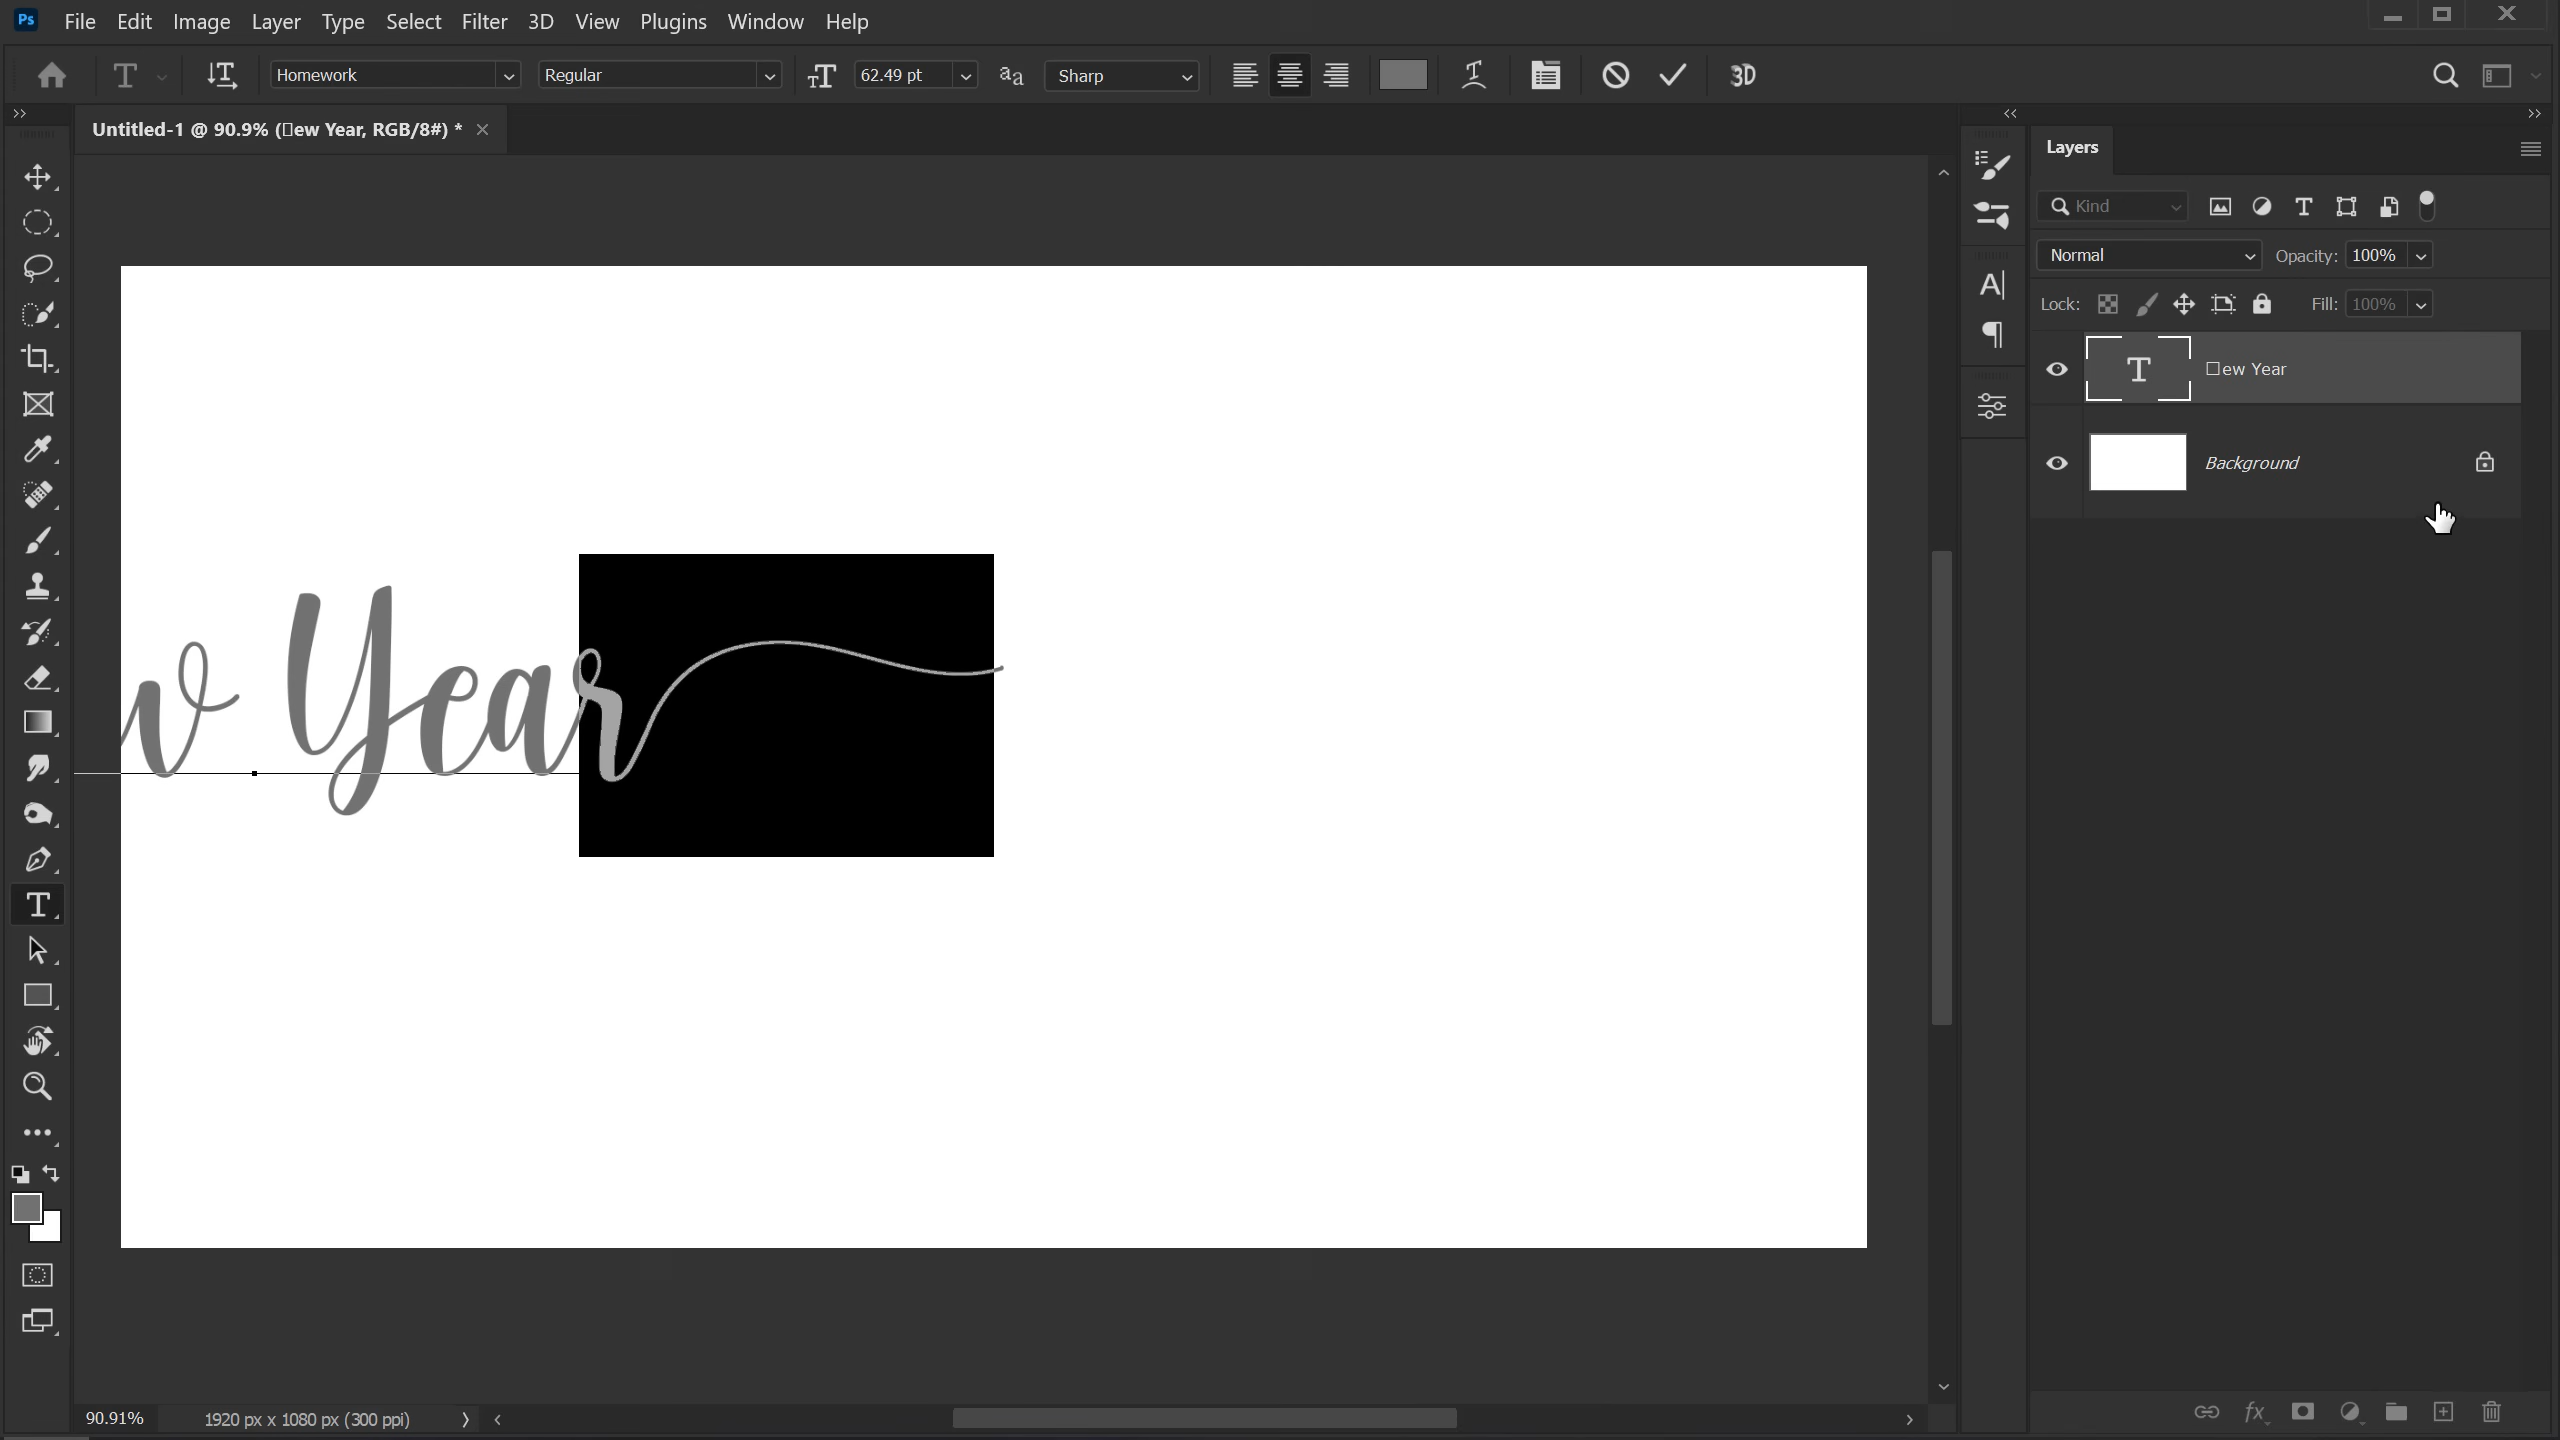 Ps File Edit Image Layer Type Select Filter 3D View Plugins Window Help
Homework Regular 62.49 pt Sharp 3D
Untitled-1 @ 90.9% (□ew Year, RGB/8#) *
Layers
Kind
Normal Opacity: 100%
Lock: Fill: 100%
□ew Year
Background
w Year
90.91% 1920 px x 1080 px (300 ppi)